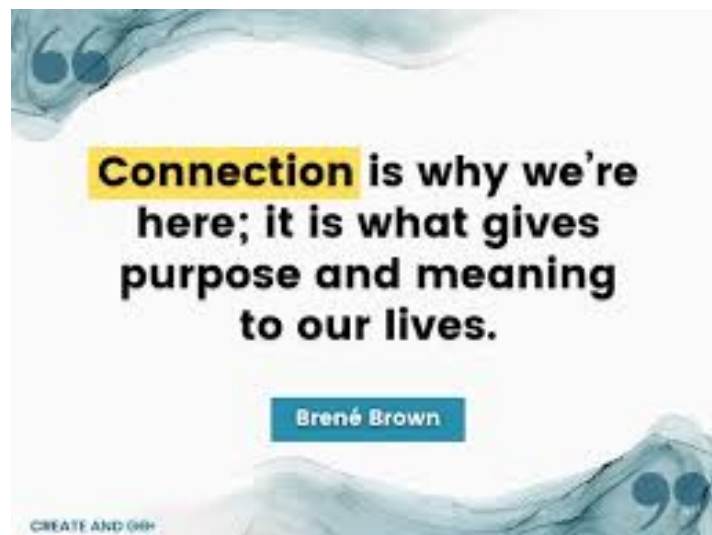 Connection is why we're
here; it is what gives
purpose and meaning
to our lives.
Brené Brown
CREATE AND